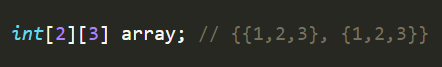 int[2][3] array; // {{1,2,3}, {1,2,3}}